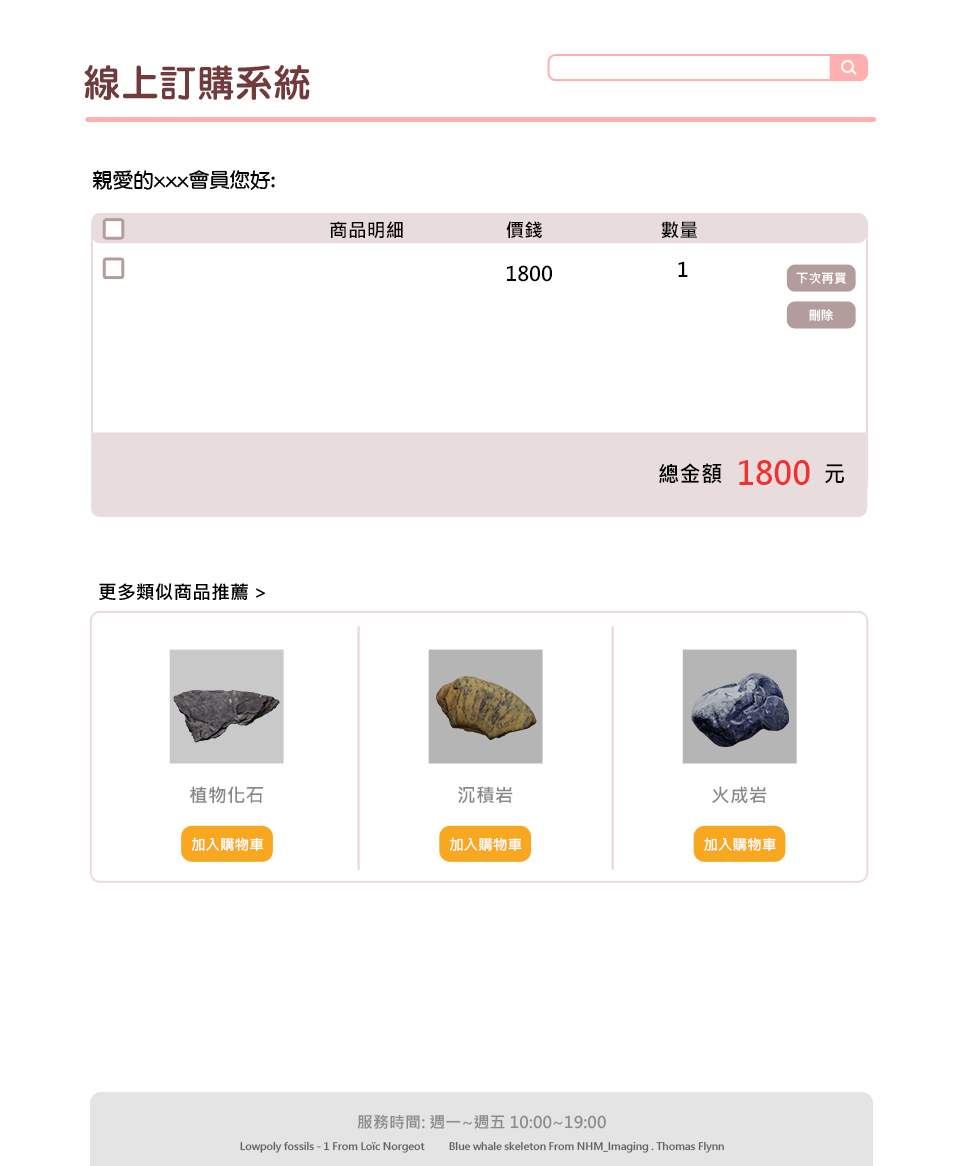 線上訂購系統
親愛的xxx會員您好:
商品明細 價錢 數量
1800 1
下次再買
刪除
總金額 1800 元
更多類似商品推薦 >
植物化石 沉積岩 火成岩
加入購物車 加入購物車 加入購物車
服務時間: 週一~週五 10:00~19:00
Lowpoly fossils - 1 From Loïc Norgeot Blue whale skeleton From NHM_Imaging . Thomas Flynn